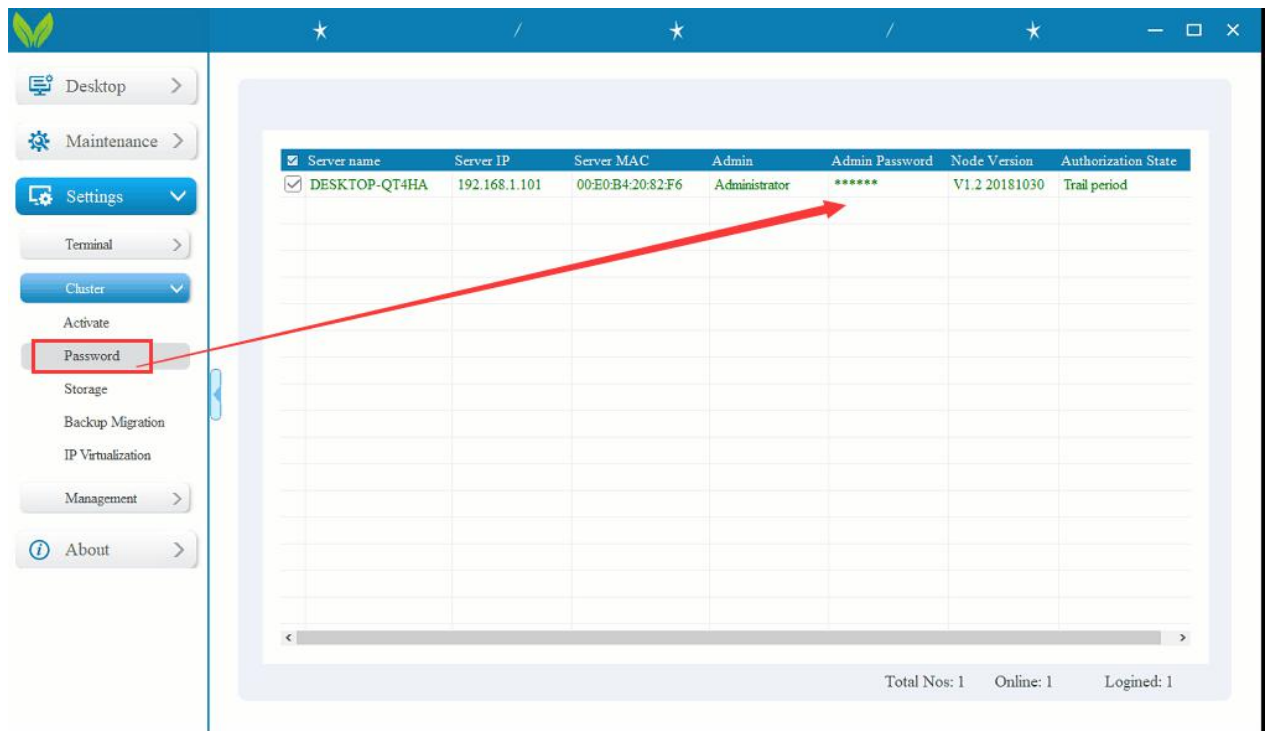 Desktop
Maintenance
Settings
Terminal
Cluster
Activate
Password
Storage
Backup Migration
IP Virtualization
Management
About
Server name Server IP Server MAC Admin Admin Password Node Version Authorization State
DESKTOP-QT4HA 192.168.1.101 00:E0:B4:20:82:F6 Administrator ****** V1.2 20181030 Trail period
Total Nos: 1 Online: 1 Logined: 1